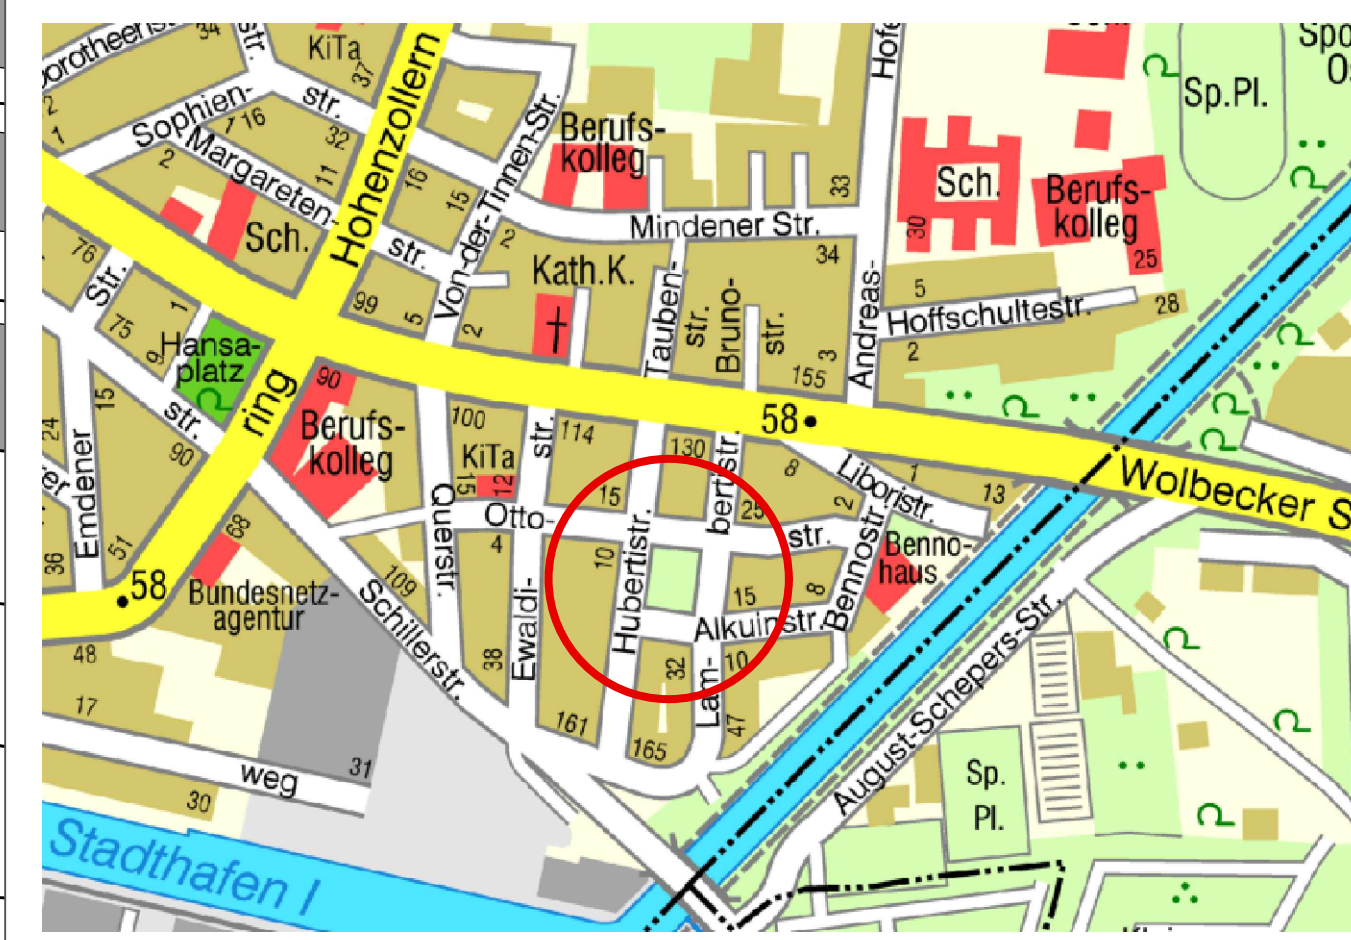 34
Str.
KiTa
37
Hohenzollern
Hofe
Sp.Pl.
2
1
Sophien-
str.
16
32
11
Margareten-
2
str.
Sch.
16
15
Von-der-Tinnen-Str.
Berufs-
kolleg
33
Mindener Str.
34
Sch.
30
Berufs-
kolleg
25
76
Str.
75
1
9
Hansa-
platz
99
5
2
2
Kath.K.
Tauben-
str.
Bruno-
str.
3
155
Andreas-
5
Hoffschultestr.
28
2
24
15
Emdener
str.
90
ring
90
Berufs-
kolleg
100
KiTa
15
12
str.
114
130
58
8
Liboristr.
1
13
2
Wolbecker S
36
51
68
58
Bundesnetz-
agentur
Querstr.
Otto-
4
15
10
Hubertistr.
bertistr.
25
str.
Bennostr.
Benno-
haus
109
Schillerstr.
38
Ewaldi-
15
8
Alkuinstr.
32
10
Lam-
47
161
165
48
17
weg
31
30
August-Schepers-Str.
Sp.
Pl.
Stadthafen I